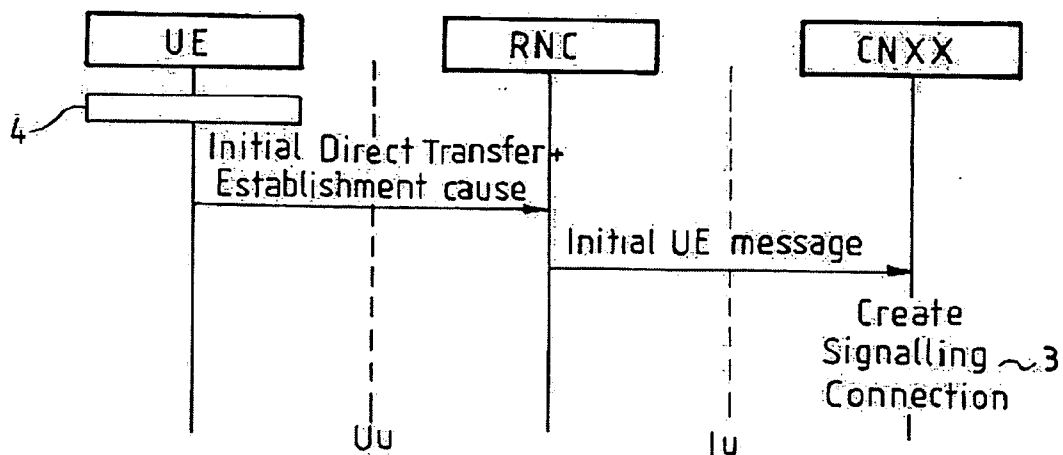 UE
RNC
CNXX
4
Initial Direct Transfer+
Establishment cause
Initial UE message
Create
Signalling ~ 3
Connection
Uu
Iu